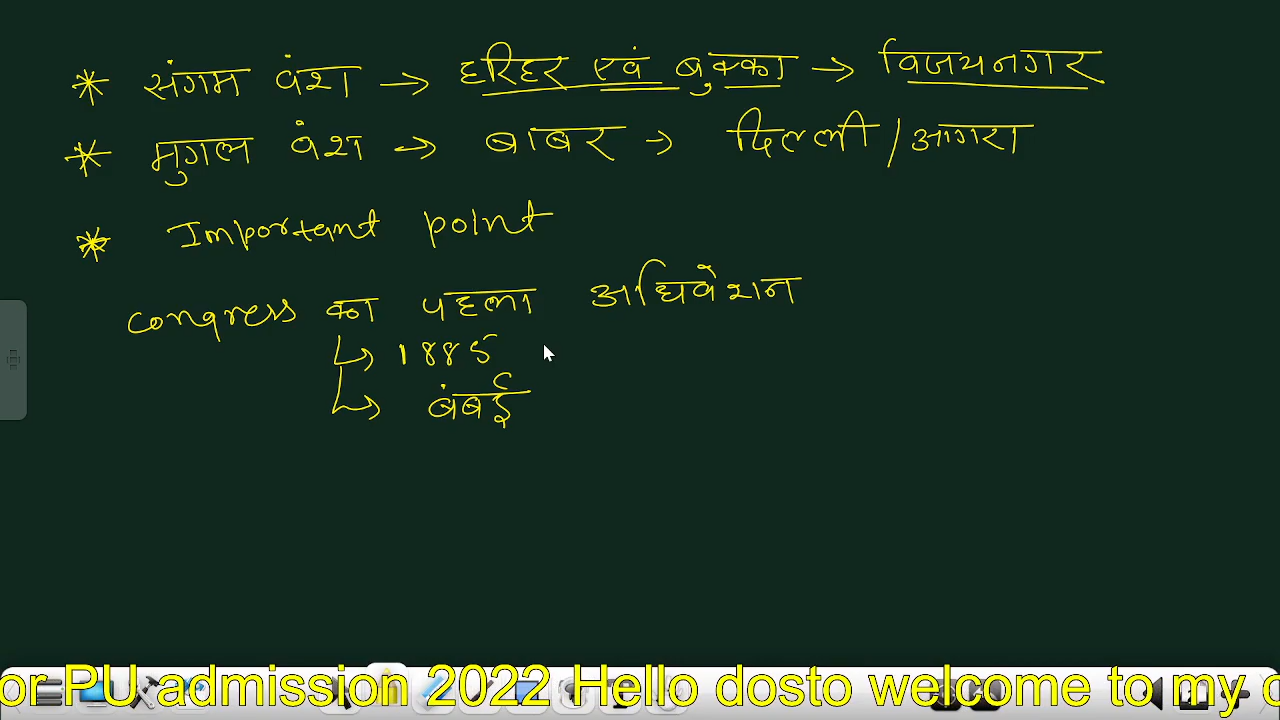 * संगम वंश → हरिहर एवं बुक्का → विजयनगर
* मुगल वंश → बाबर → दिल्ली / आगरा
* Important point
congress का पहला अधिवेशन
↳ 1885
↳ बंबई
or PU admission 2022 Hello dosto welcome to my